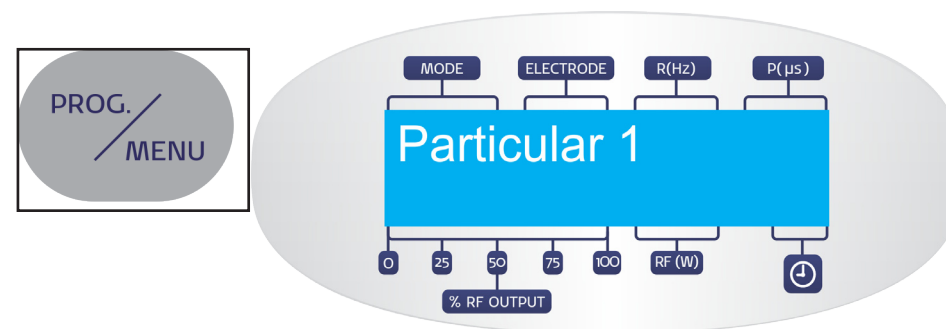 PROG.
MENU
MODE ELECTRODE R(Hz) P(µs)
Particular 1
0 25 50 75 100 RF (W)
% RF OUTPUT